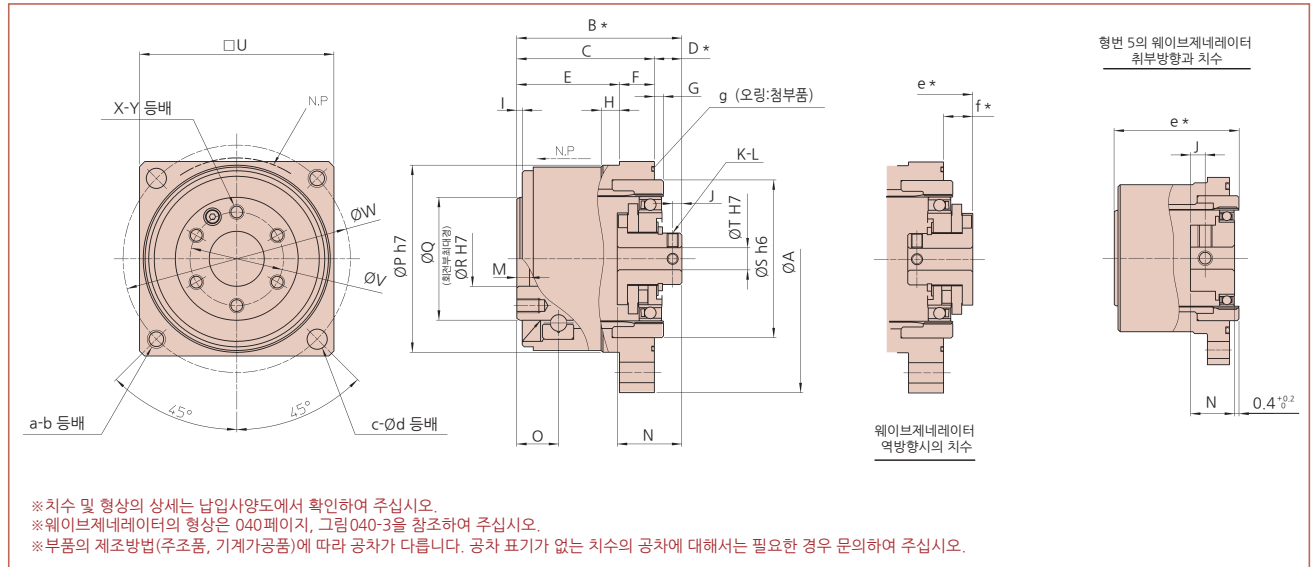 □U
X-Y 등배
N.P
ØW
ØV
45°
45°
a-b 등배
c-Ød 등배
B *
C
D *
E
F
G
I
H
g (오링:첨부품)
N.P
K-L
J
ØP h7
ØQ
(회전부최대경)
ØR H7
M
ØT H7
ØS h6
ØA
O
N
e *
f *
웨이브제네레이터
역방향시의 치수
형번 5의 웨이브제네레이터
취부방향과 치수
e *
J
N
0.4 +0.2 0
※치수 및 형상의 상세는 납입사양도에서 확인하여 주십시오.
※웨이브제네레이터의 형상은 040페이지, 그림040-3을 참조하여 주십시오.
※부품의 제조방법(주조품, 기계가공품)에 따라 공차가 다릅니다. 공차 표기가 없는 치수의 공차에 대해서는 필요한 경우 문의하여 주십시오.